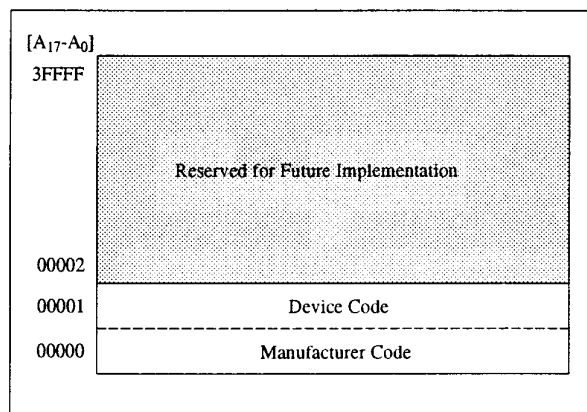 [A17-A0]
3FFFF
Reserved for Future Implementation
00002
00001 Device Code
00000 Manufacturer Code